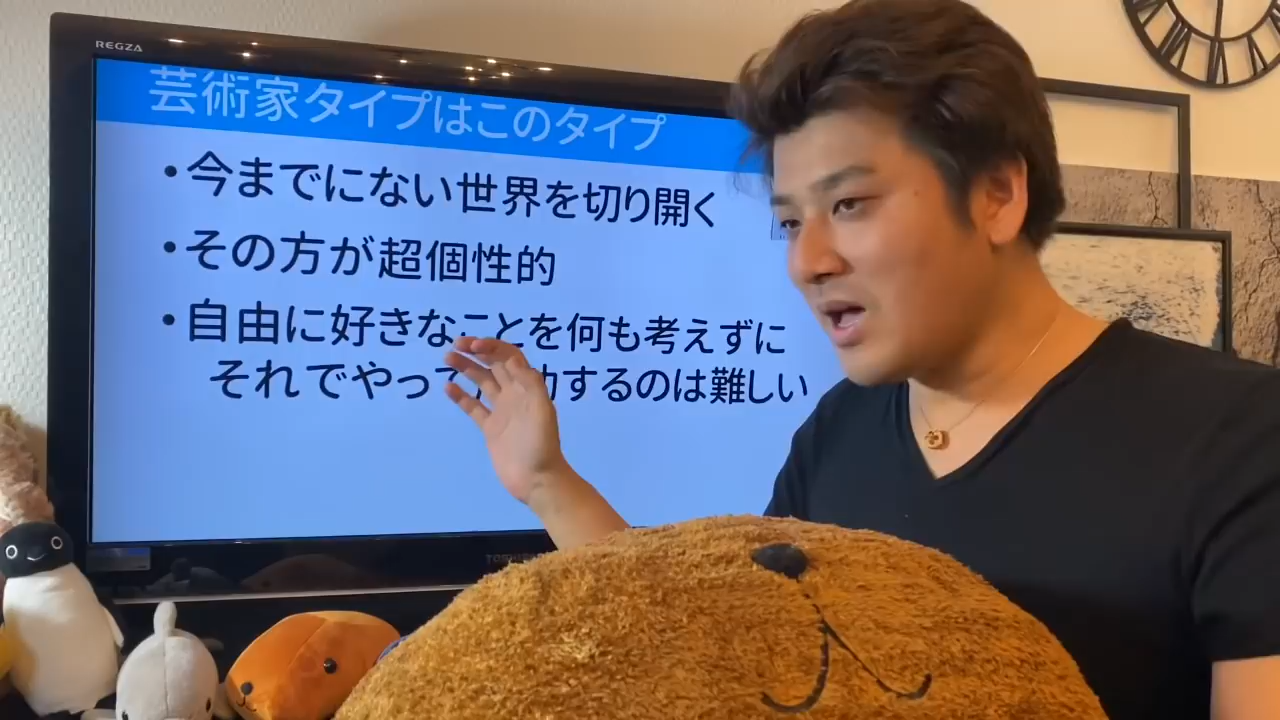 REGZA
芸術家タイプはこのタイプ
・今までにない世界を切り開く
・その方が超個性的
・自由に好きなことを何も考えずに
それでやって功するのは難しい